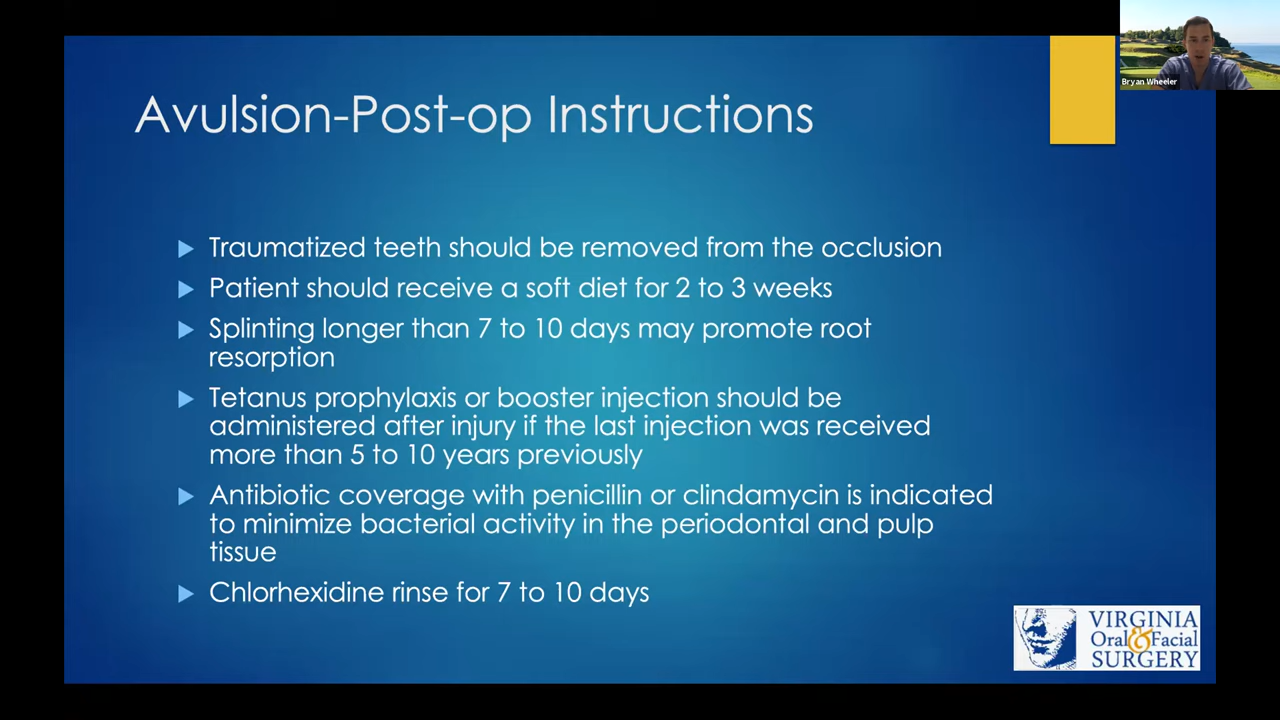 Bryan Wheeler
Avulsion-Post-op Instructions
Traumatized teeth should be removed from the occlusion
Patient should receive a soft diet for 2 to 3 weeks
Splinting longer than 7 to 10 days may promote root
resorption
Tetanus prophylaxis or booster injection should be
administered after injury if the last injection was received
more than 5 to 10 years previously
Antibiotic coverage with penicillin or clindamycin is indicated
to minimize bacterial activity in the periodontal and pulp
tissue
Chlorhexidine rinse for 7 to 10 days
VIRGINIA
Oral & Facial
SURGERY